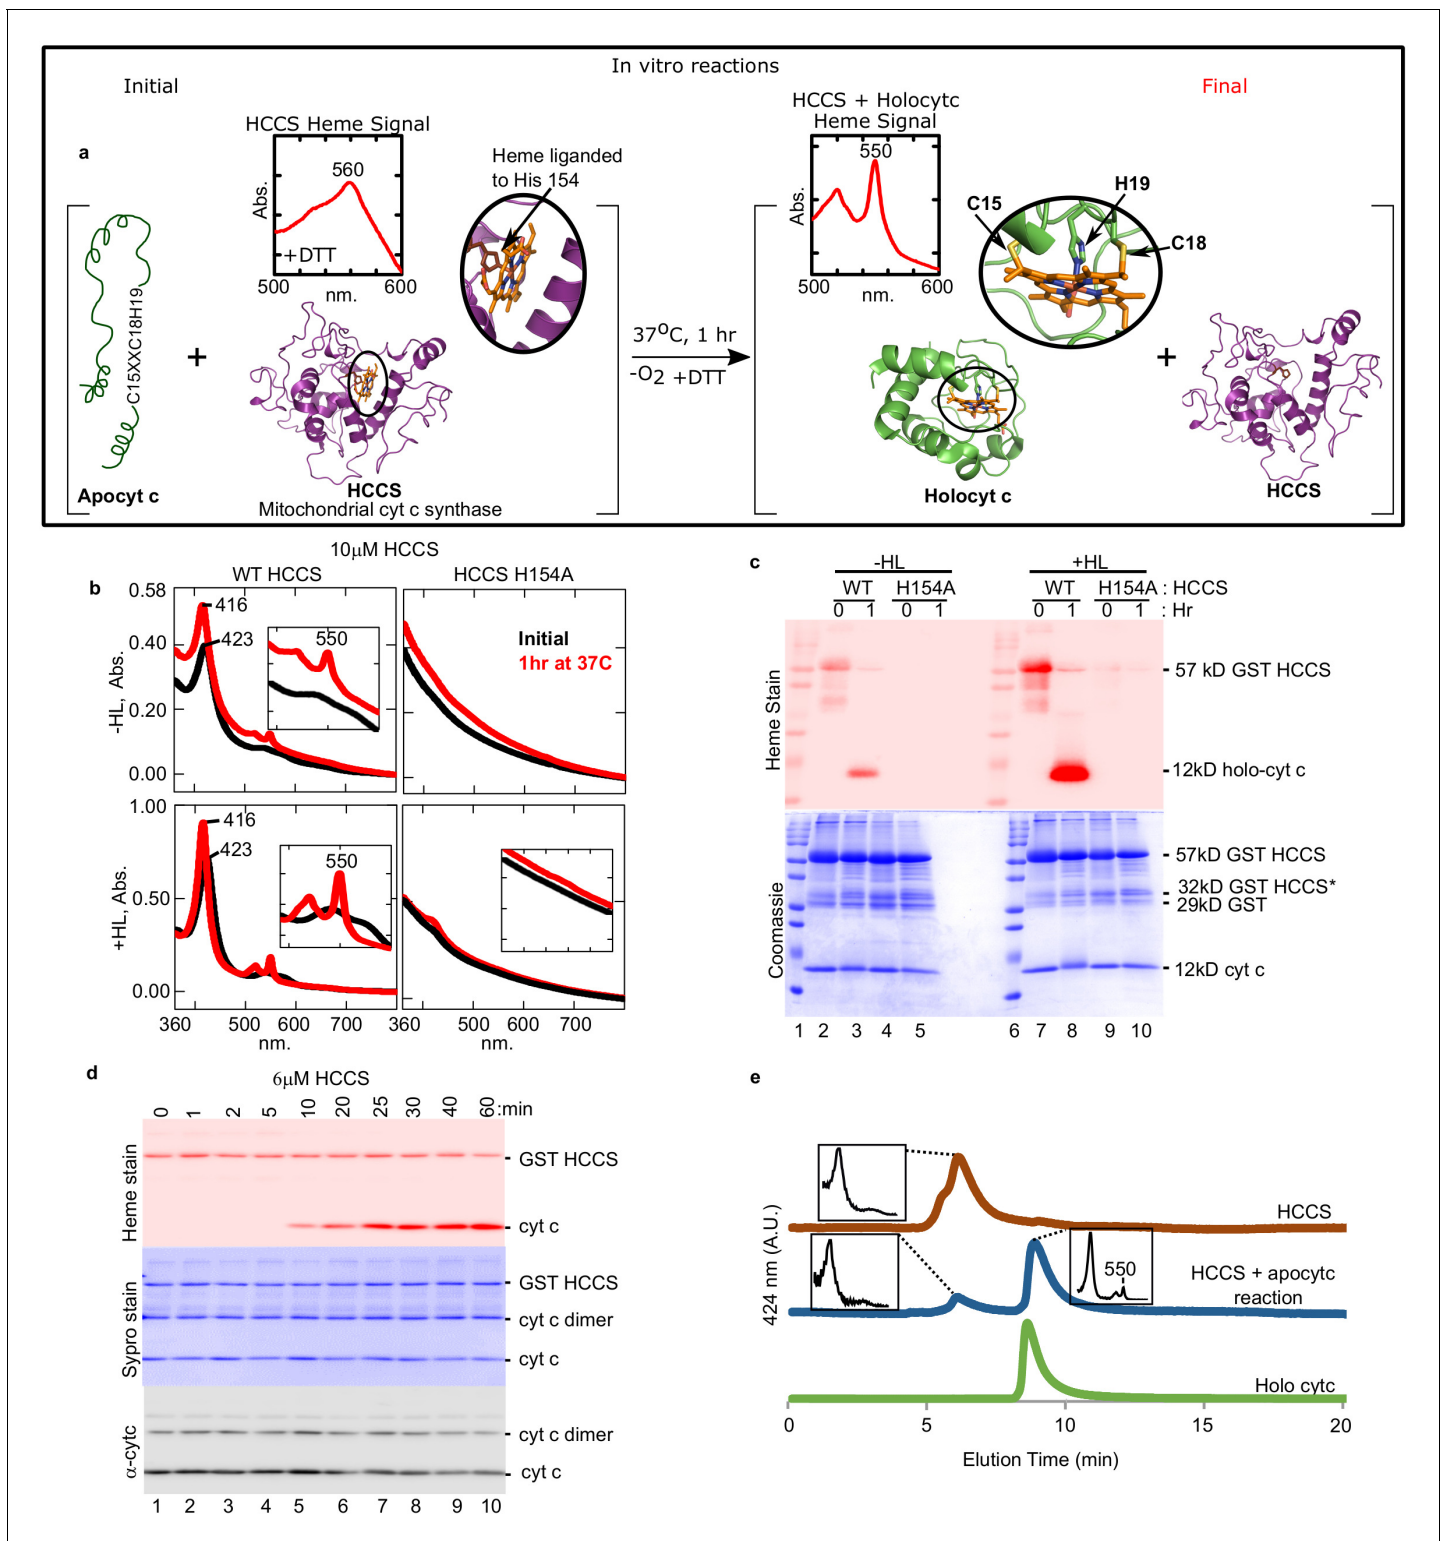 In vitro reactions
Initial
Final
a
HCCS Heme Signal
560
Abs.
+DTT
500
nm.
600
Heme liganded
to His 154
HCCS + Holocytc
Heme Signal
550
Abs.
500
nm.
600
C15
H19
C18
C15XXC18H19
+
37oC, 1 hr
-O2 +DTT
+
Apocyt c
HCCS
Mitochondrial cyt c synthase
Holocyt c
HCCS
10μM HCCS
b
WT HCCS
HCCS H154A
-HL, Abs.
0.58
0.40
0.20
0.00
416
423
550
Initial
1hr at 37C
+HL, Abs.
1.00
0.50
0.00
416
423
550
360
500
600
700
nm.
360
500
600
700
nm.
c
-HL
+HL
WT
H154A
WT
H154A
: HCCS
0
1
0
1
0
1
0
1
: Hr
Heme Stain
57 kD GST HCCS
12kD holo-cyt c
Coomassie
57kD GST HCCS
32kD GST HCCS*
29kD GST
12kD cyt c
1
2
3
4
5
6
7
8
9
10
d
6μM HCCS
0
1
2
5
10
20
25
30
40
60
:min
Heme stain
GST HCCS
cyt c
Sypro stain
GST HCCS
cyt c dimer
cyt c
α-cytc
cyt c dimer
cyt c
1
2
3
4
5
6
7
8
9
10
e
424 nm (A.U.)
HCCS
550
HCCS + apocytc
reaction
Holo cytc
0
5
10
15
20
Elution Time (min)